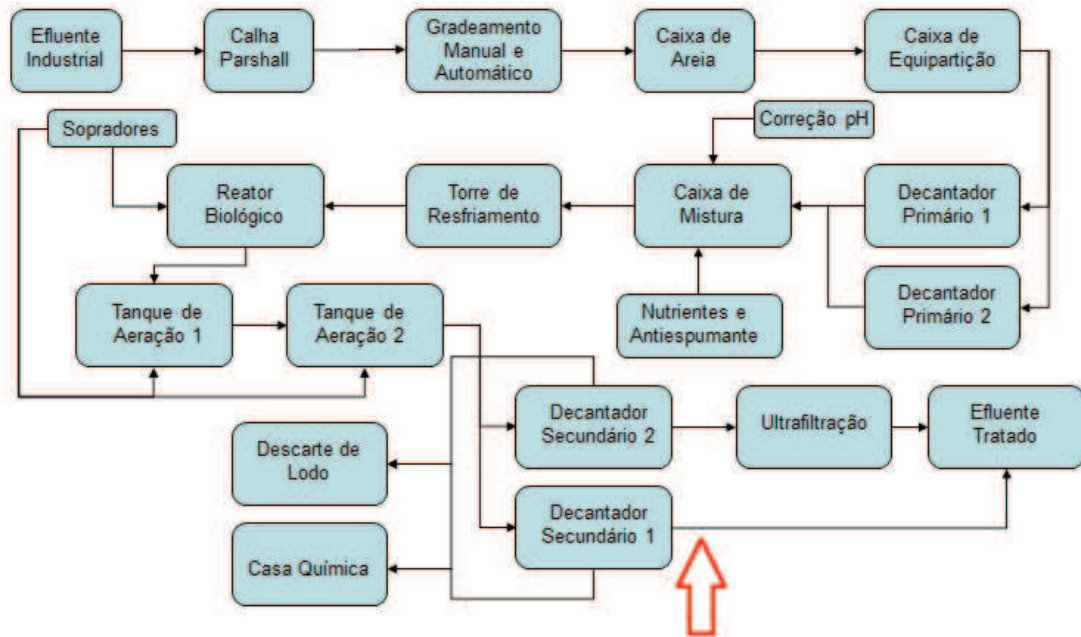 Efluente
Industrial
Calha
Parshall
Gradeamento
Manual e
Automático
Caixa de
Areia
Caixa de
Equipartição
Sopradores
Correção pH
Reator
Biológico
Torre de
Resfriamento
Caixa de
Mistura
Decantador
Primário 1
Tanque de
Aeração 1
Tanque de
Aeração 2
Nutrientes e
Antiespumante
Decantador
Primário 2
Descarte de
Lodo
Decantador
Secundário 2
Ultrafiltração
Efluente
Tratado
Casa Química
Decantador
Secundário 1